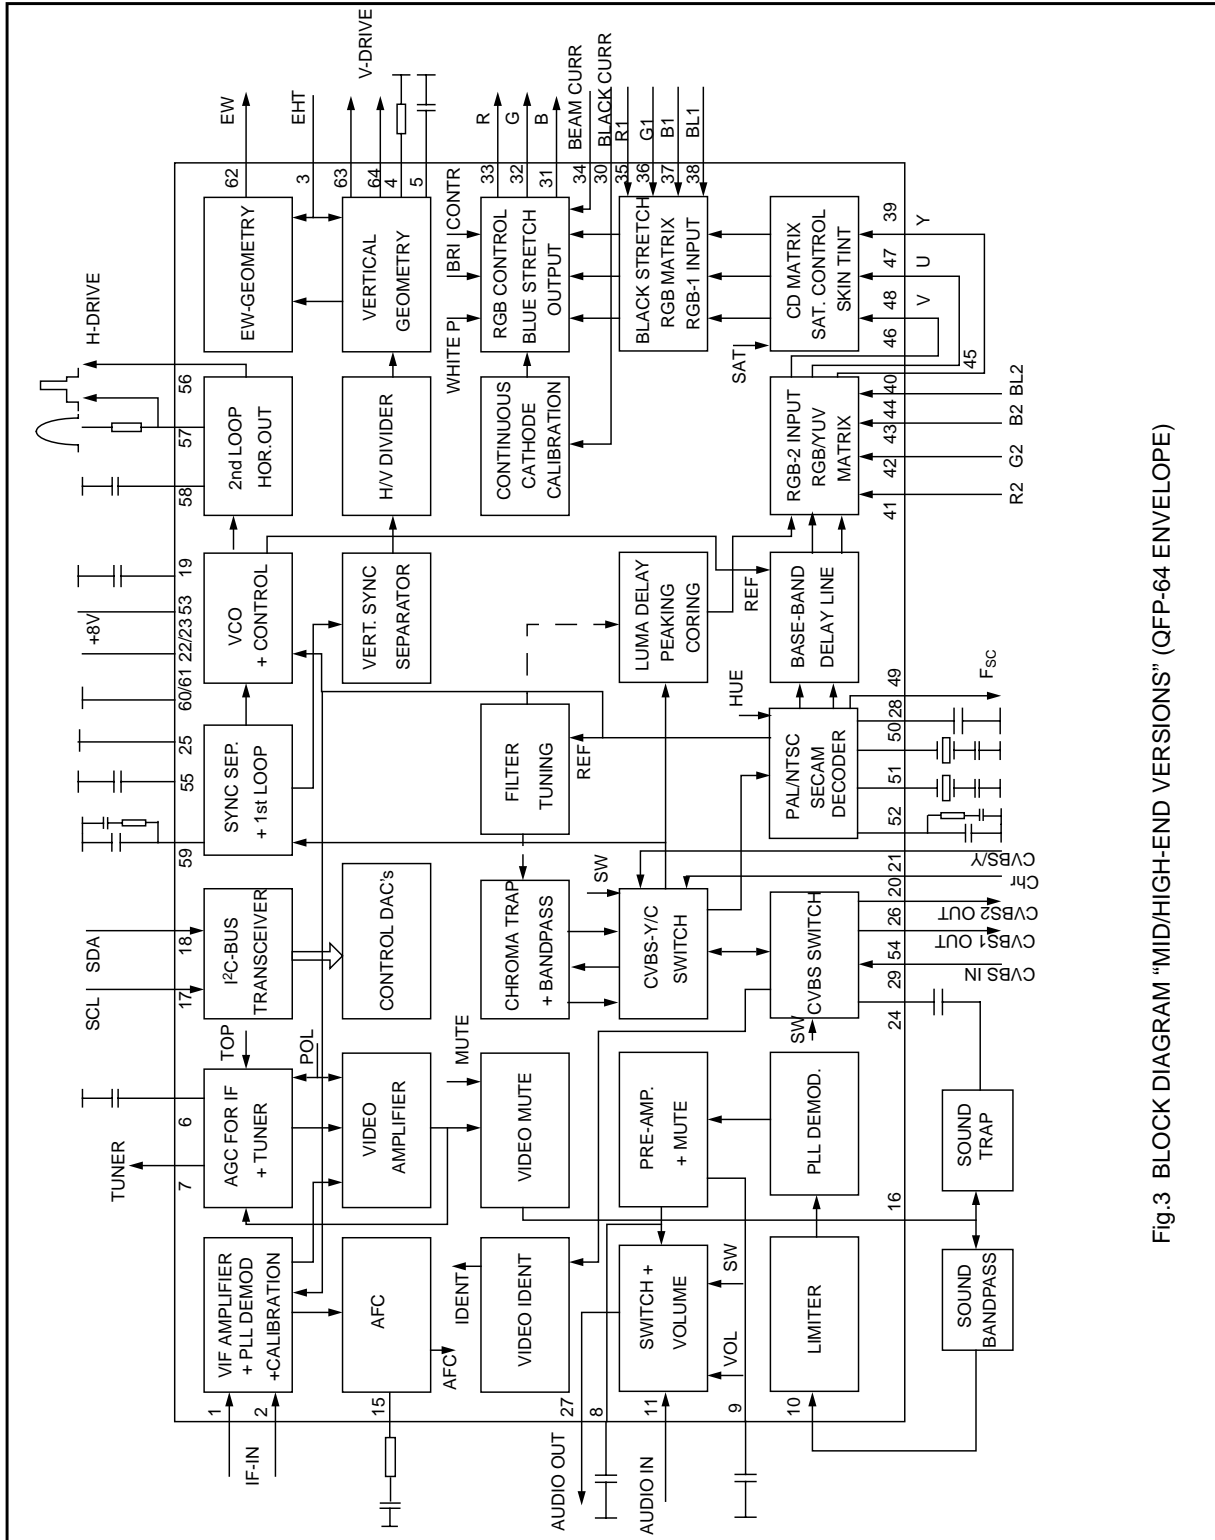 EW
EHT
V-DRIVE
R
G
B
BEAM CURR
BLACK CURR
R1
G1
B1
BL1
62
3
63
64
4
5
33
32
31
34
30
35
36
37
38
H-DRIVE
EW-GEOMETRY
VERTICAL
GEOMETRY
WHITE P
BRI
CONTR
RGB CONTROL
BLUE STRETCH
OUTPUT
BLACK STRETCH
RGB MATRIX
RGB-1 INPUT
CD MATRIX
SAT. CONTROL
SKIN TINT
SAT
39
47
48
46
45
Y
U
V
56
57
58
2nd LOOP
HOR.OUT
H/V DIVIDER
CONTINUOUS
CATHODE
CALIBRATION
RGB-2 INPUT
RGB/YUV
MATRIX
40
44
43
42
41
BL2
B2
G2
R2
19
53
+8V
22/23
60/61
25
55
59
VCO
+ CONTROL
VERT. SYNC
SEPARATOR
LUMA DELAY
PEAKING
CORING
REF
BASE-BAND
DELAY LINE
SYNC SEP.
+ 1st LOOP
FILTER
TUNING
REF
HUE
PAL/NTSC
SECAM
DECODER
49
28
50
51
52
FSC
SDA
SCL
18
17
I2C-BUS
TRANSCEIVER
CONTROL DAC's
CHROMA TRAP
+ BANDPASS
SW
CVBS-Y/C
SWITCH
CVBS SWITCH
SW
21
20
26
54
29
24
CVBS/Y
Chr
CVBS2 OUT
CVBS1 OUT
CVBS IN
TUNER
6
7
TOP
AGC FOR IF
+ TUNER
POL
VIDEO
AMPLIFIER
MUTE
VIDEO MUTE
PRE-AMP.
+ MUTE
PLL DEMOD.
16
SOUND
TRAP
VIF AMPLIFIER
+ PLL DEMOD
+CALIBRATION
AFC
AFC
IDENT
VIDEO IDENT
SWITCH +
VOLUME
SW
VOL
LIMITER
SOUND
BANDPASS
1
2
15
27
8
11
9
10
IF-IN
AUDIO OUT
AUDIO IN
Fig.3 BLOCK DIAGRAM “MID/HIGH-END VERSIONS” (QFP-64 ENVELOPE)